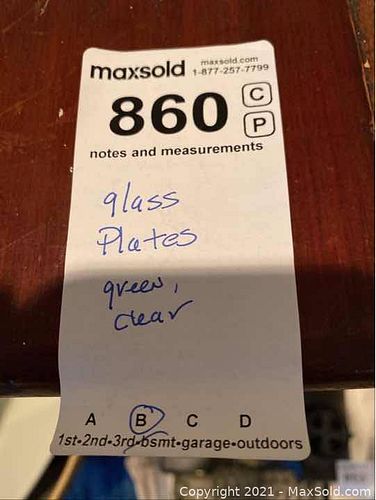 maxsold maxsold.com
1-877-257-7799
860 C
P
notes and measurements
glass
Plates
green,
clear
A B C D
1st•2nd•3rd•bsmt•garage•outdoors
Copyright 2021 - MaxSold.com